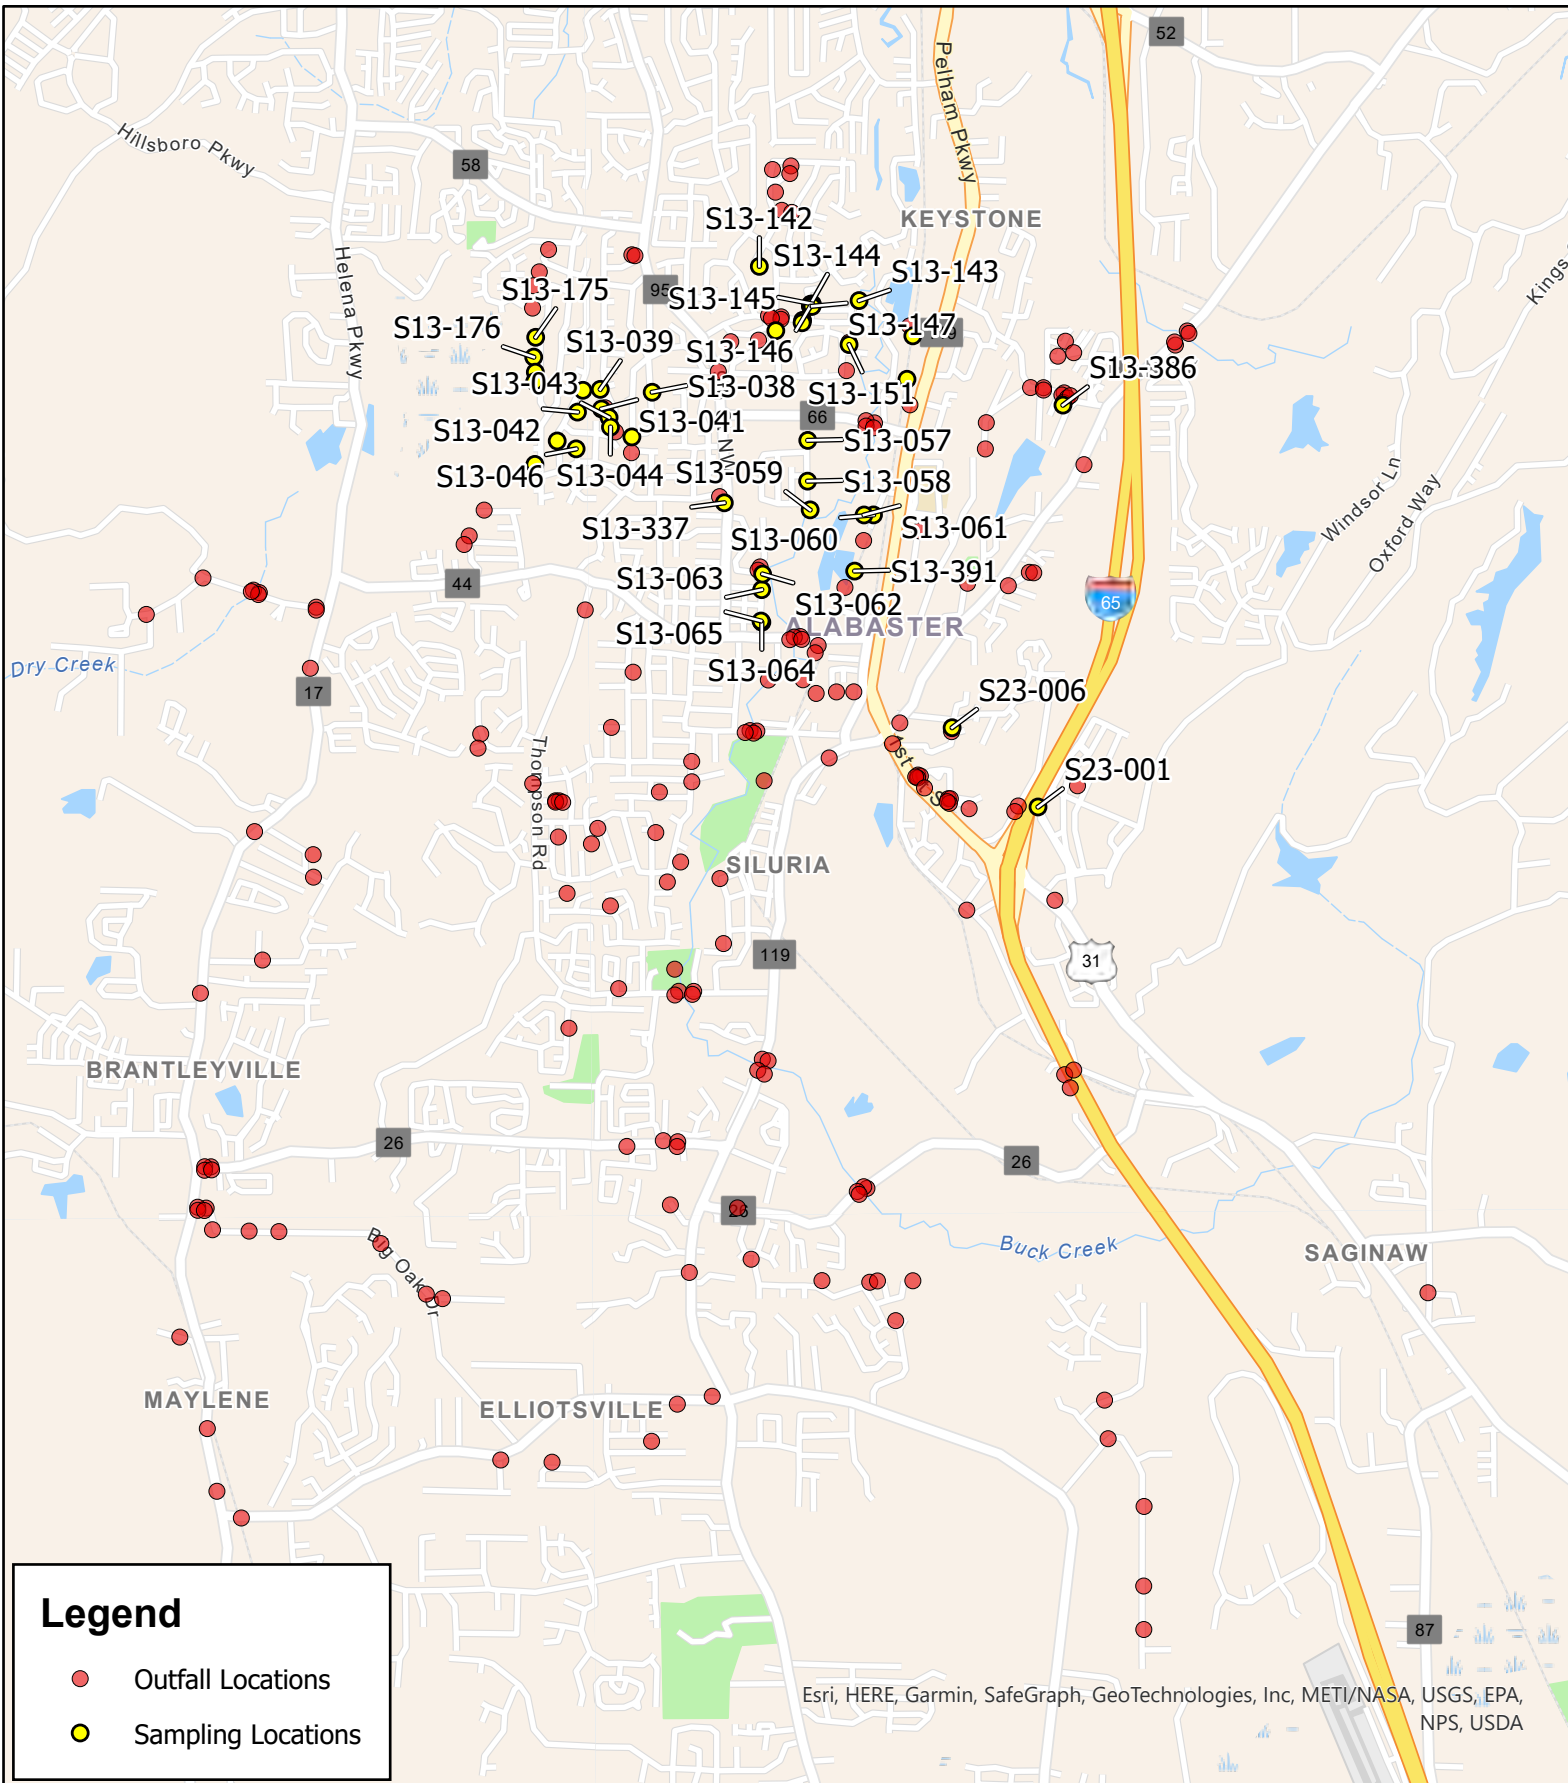 52
Pelham Pkwy
Hillsboro Pkwy
58
KEYSTONE
S13-142
S13-144
S13-143
Helena Pkwy
S13-175
95
S13-145
Kings
S13-176
S13-039
S13-147
S13-146
S13-386
S13-043
S13-038
S13-151
66
S13-041
S13-042
S13-057
NW
S13-046
S13-044
S13-059
S13-058
Windsor Ln
Oxford Way
S13-337
S13-060
S13-061
44
S13-063
S13-391
65
S13-062
S13-065
ALABASTER
Dry Creek
S13-064
17
S23-006
Thompson Rd
1st
S
S23-001
SILURIA
119
31
BRANTLEYVILLE
26
26
26
Big Oak Dr
Buck Creek
SAGINAW
MAYLENE
ELLIOTSVILLE
87
Legend
Outfall Locations
Sampling Locations
Esri, HERE, Garmin, SafeGraph, GeoTechnologies, Inc, METI/NASA, USGS, EPA,
NPS, USDA